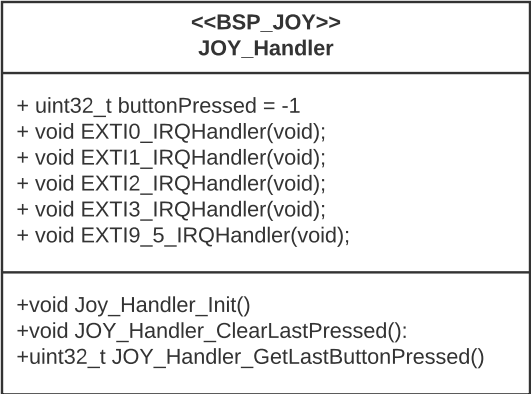 <<BSP_JOY>>
JOY_Handler
+ uint32_t buttonPressed = -1
+ void EXTI0_IRQHandler(void);
+ void EXTI1_IRQHandler(void);
+ void EXTI2_IRQHandler(void);
+ void EXTI3_IRQHandler(void);
+ void EXTI9_5_IRQHandler(void);
+void Joy_Handler_Init()
+void JOY_Handler_ClearLastPressed():
+uint32_t JOY_Handler_GetLastButtonPressed()